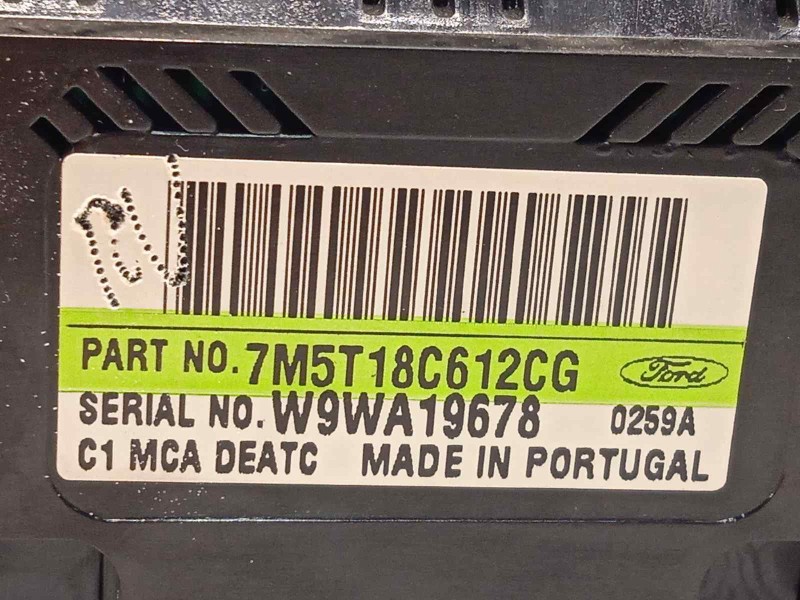 PART NO. 7M5T18C612CG Ford
SERIAL NO. W9WA19678 0259A
C1 MCA DEATC MADE IN PORTUGAL